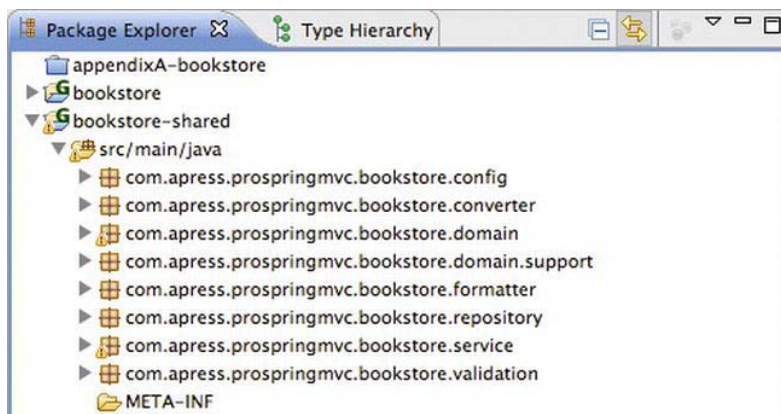 Package Explorer Type Hierarchy
appendixA-bookstore
bookstore
bookstore-shared
src/main/java
com.apress.prospringmvc.bookstore.config
com.apress.prospringmvc.bookstore.converter
com.apress.prospringmvc.bookstore.domain
com.apress.prospringmvc.bookstore.domain.support
com.apress.prospringmvc.bookstore.formatter
com.apress.prospringmvc.bookstore.repository
com.apress.prospringmvc.bookstore.service
com.apress.prospringmvc.bookstore.validation
META-INF